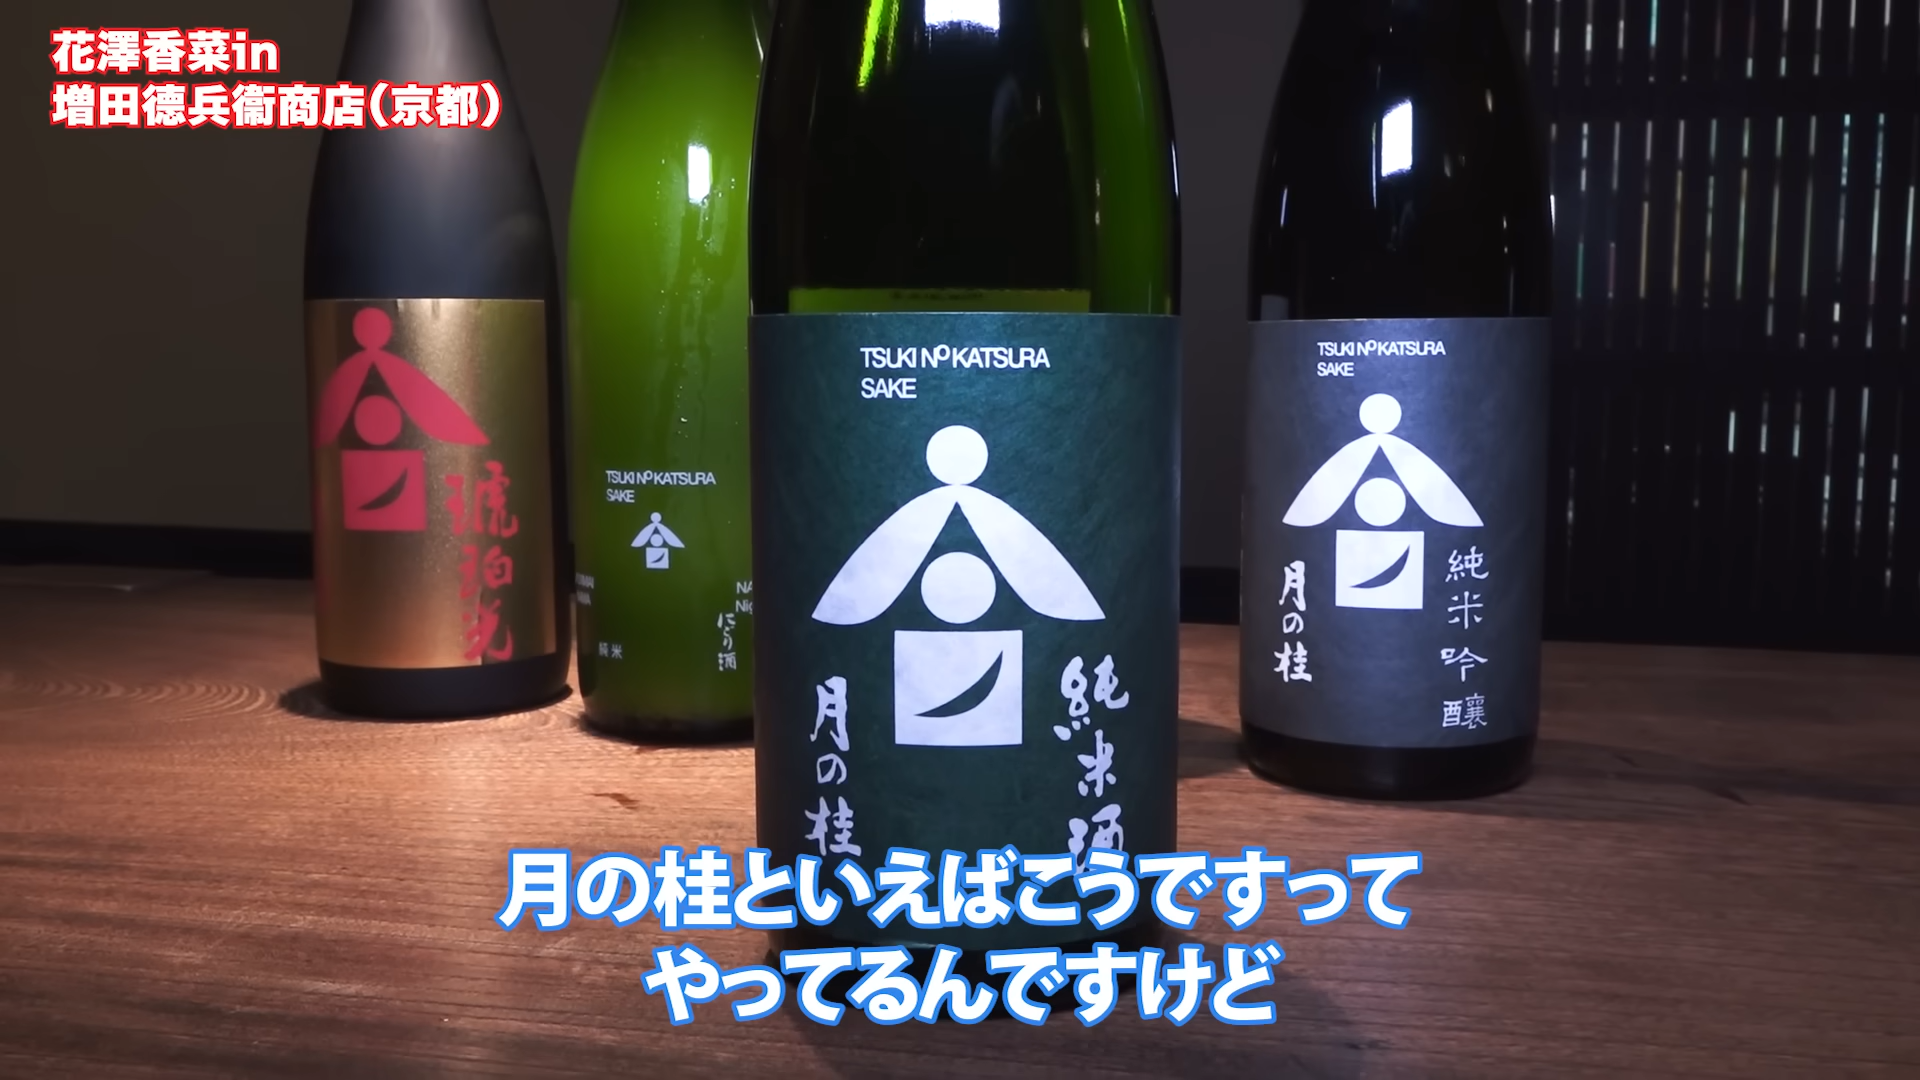 花澤香菜in
増田德兵衞商店(京都)
琥珀光
TSUKI NO KATSURA
SAKE
純米
にごり酒
TSUKI NO KATSURA
SAKE
月の桂
純米酒
TSUKI NO KATSURA
SAKE
月の桂
純米吟醸
月の桂といえばこうですって
やってるんですけど